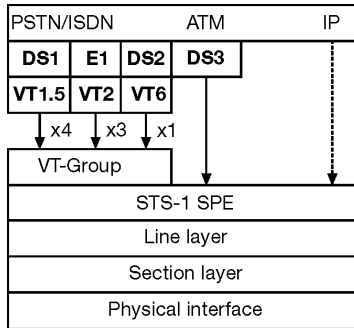 PSTN/ISDN ATM IP
DS1 E1 DS2 DS3
VT1.5 VT2 VT6
x4 x3 x1
VT-Group
STS-1 SPE
Line layer
Section layer
Physical interface